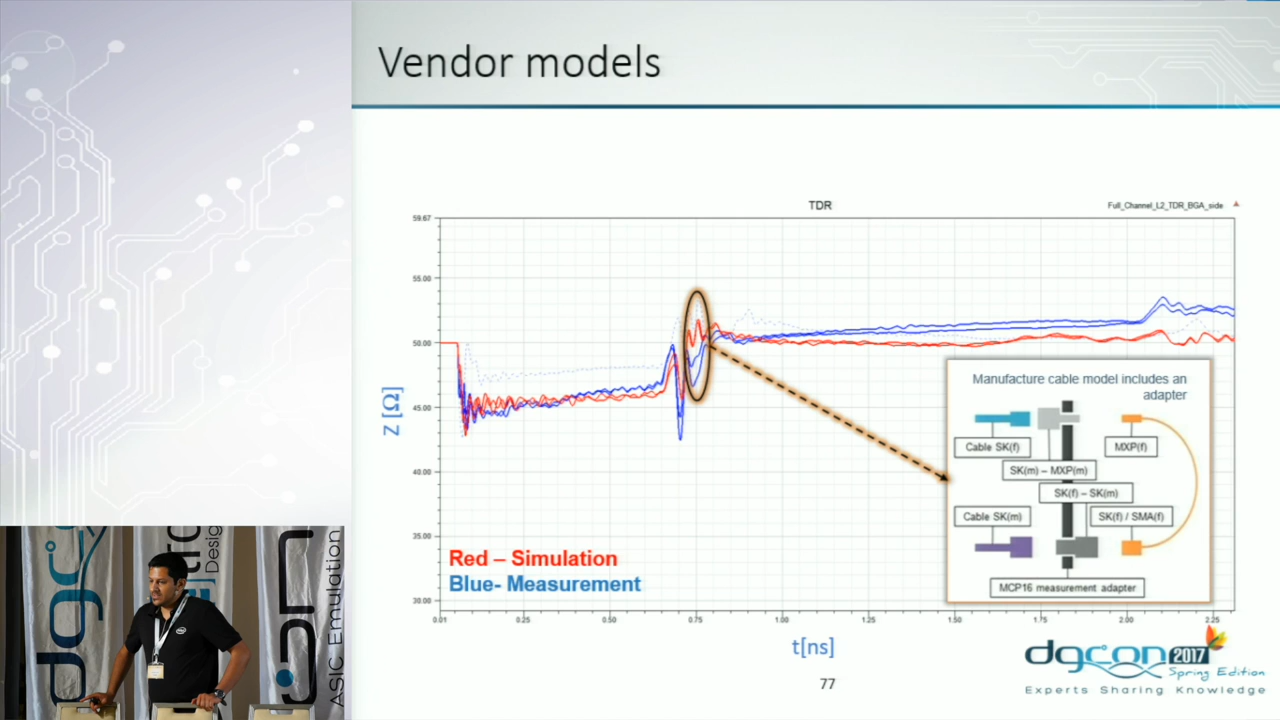 Vendor models
TDR
Full_Channel_L2_TDR_BGA_side
59.67
55.00
50.00
45.00
40.00
35.00
30.00
Z [Ω]
0.01
0.25
0.50
0.75
1.00
1.25
1.50
1.75
2.00
2.25
t[ns]
Red – Simulation
Blue- Measurement
Manufacture cable model includes an
adapter
Cable SK(f)
MXP(f)
SK(m) – MXP(m)
SK(f) – SK(m)
Cable SK(m)
SK(f) / SMA(f)
MCP16 measurement adapter
77
dgcon 2017
Spring Edition
Experts Sharing Knowledge
intel
Design
ASIC Emulation